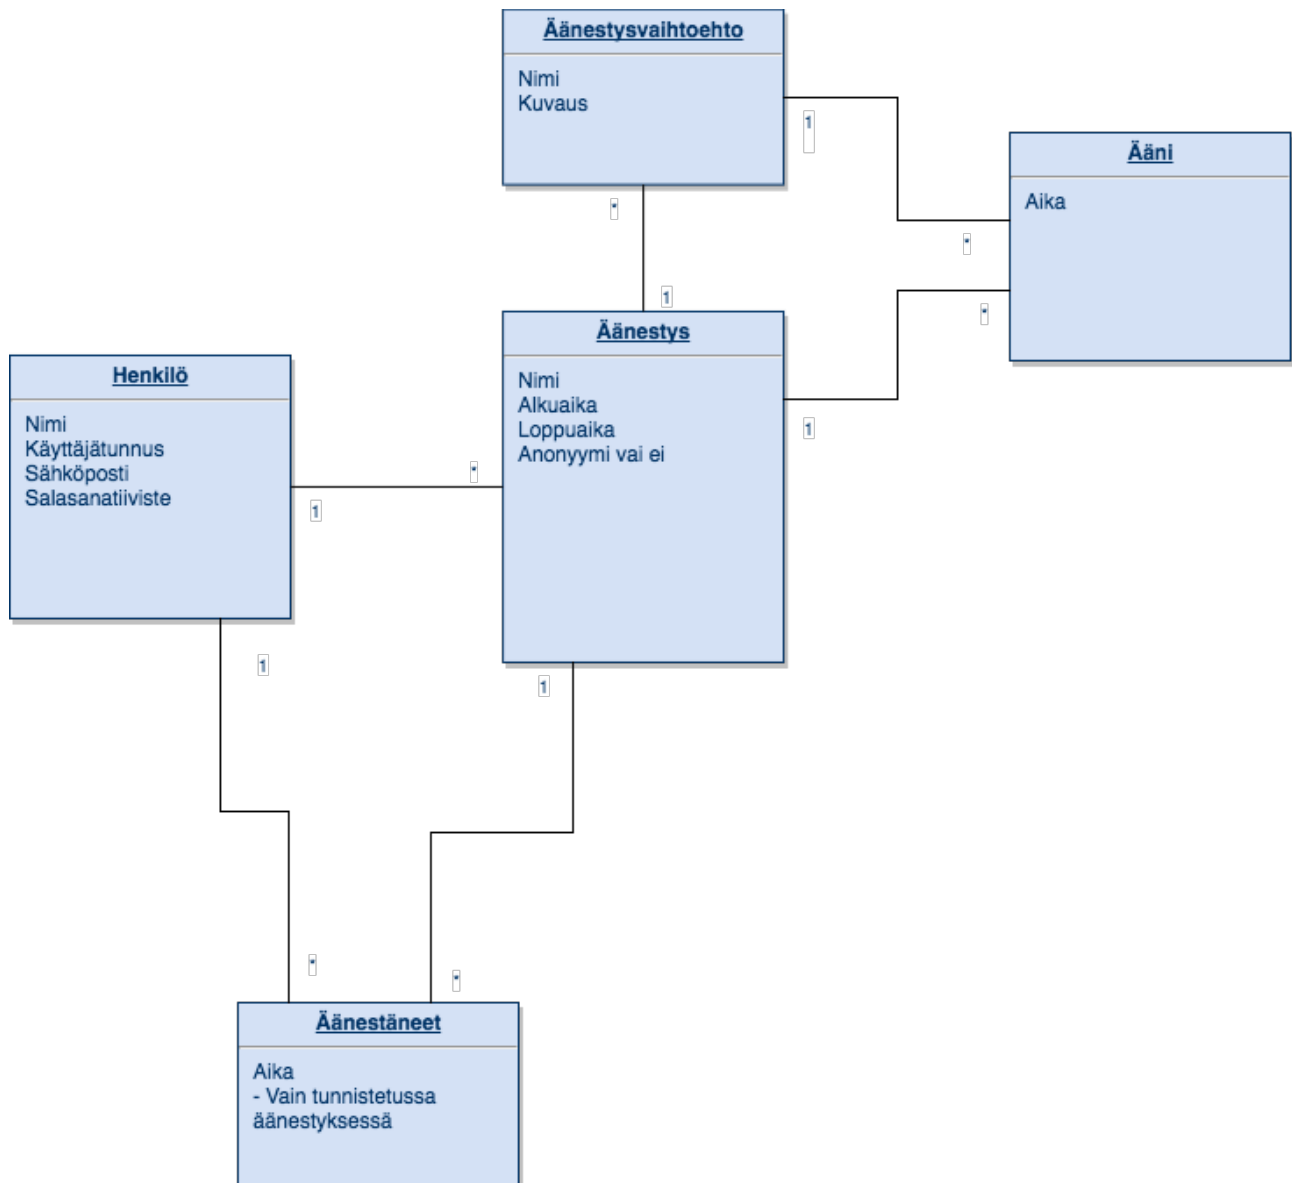 Äänestysvaihtoehto
Nimi
Kuvaus
1
*
Ääni
Aika
*
*
1
1
Äänestys
Nimi
Alkuaika
Loppuaika
Anonyymi vai ei
Henkilö
Nimi
Käyttäjätunnus
Sähköposti
Salasanatiiviste
*
1
1
1
*
*
Äänestäneet
Aika
- Vain tunnistetussa
äänestyksessä